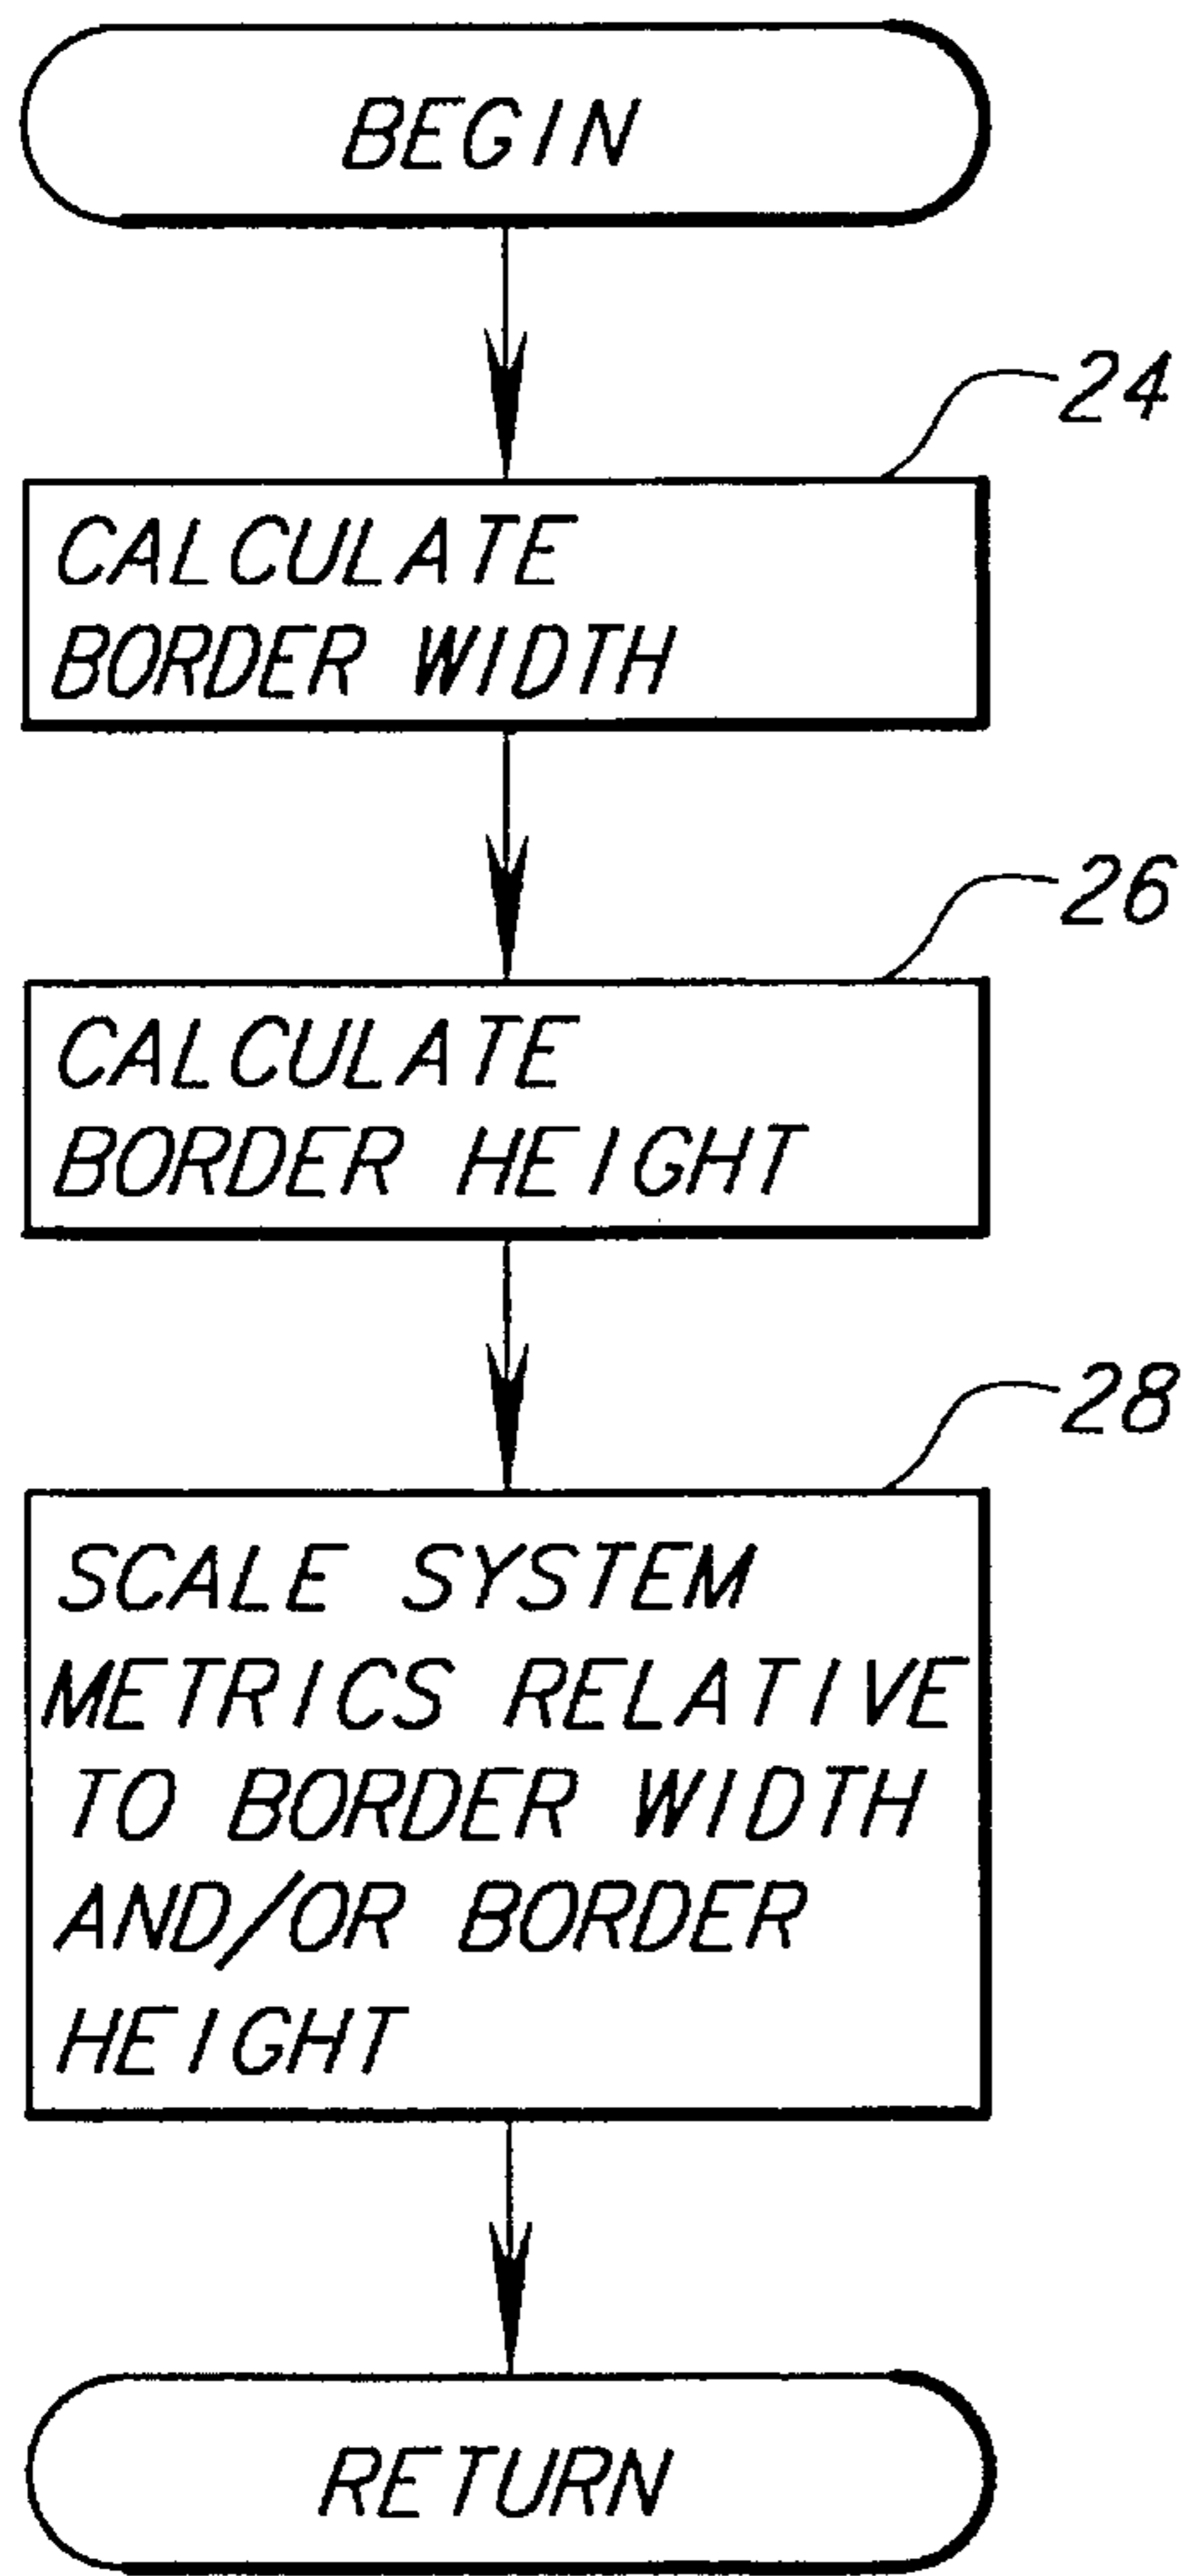 BEGIN
24
CALCULATE
BORDER WIDTH
26
CALCULATE
BORDER HEIGHT
28
SCALE SYSTEM
METRICS RELATIVE
TO BORDER WIDTH
AND/OR BORDER
HEIGHT
RETURN